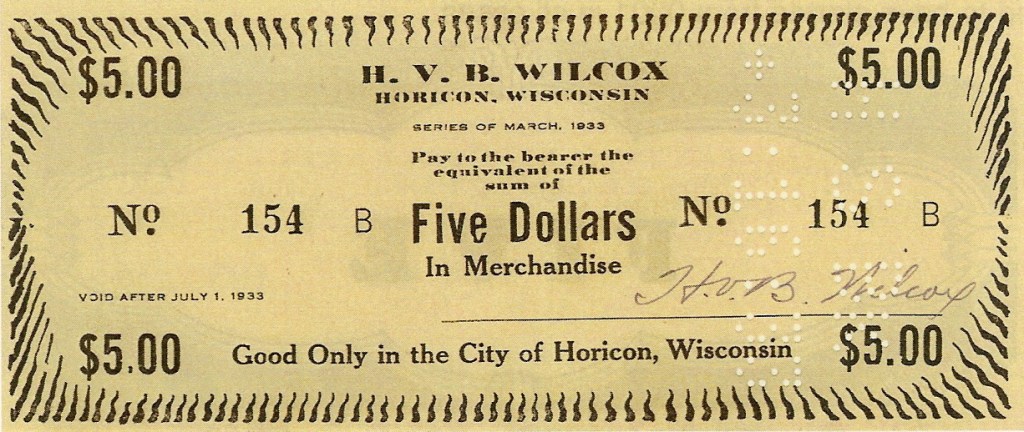 $5.00 H. V. B. WILCOX $5.00
HORICON, WISCONSIN
SERIES OF MARCH, 1933
Pay to the bearer the
equivalent of the
sum of
No. 154 B Five Dollars No. 154 B
In Merchandise
VOID AFTER JULY 1, 1933 H.V.B. Wilcox
$5.00 Good Only in the City of Horicon, Wisconsin $5.00